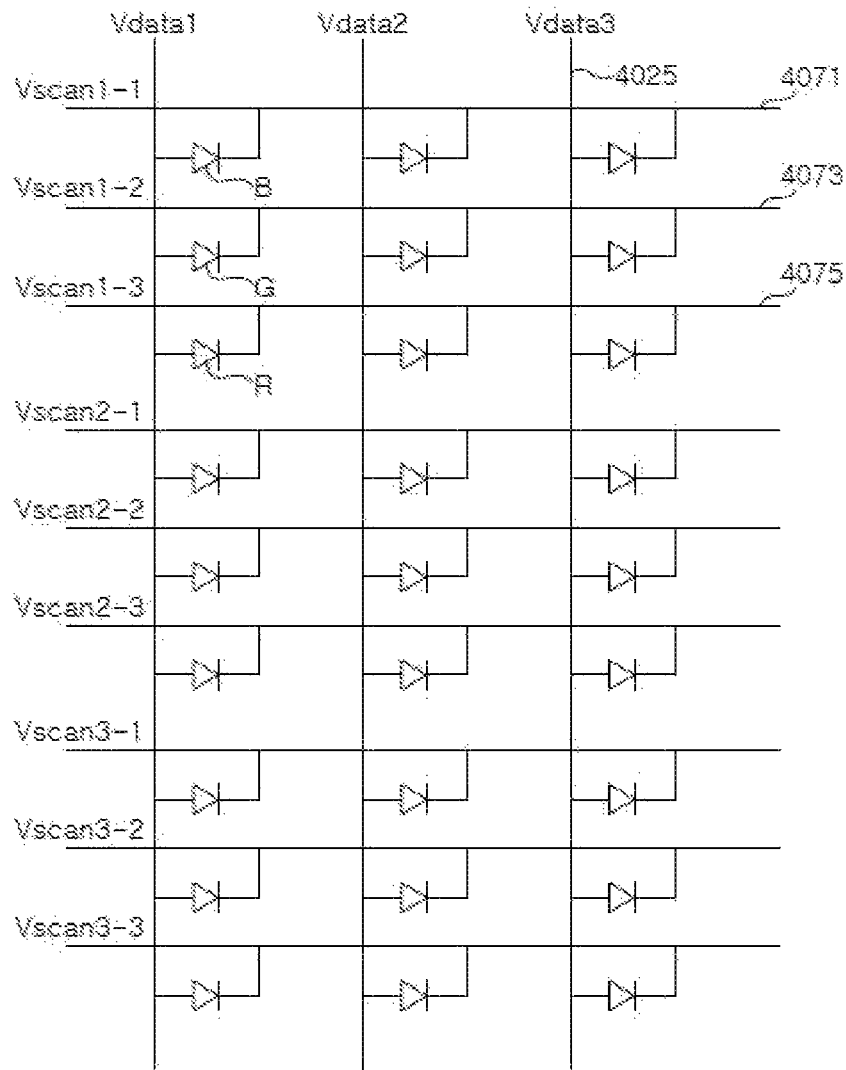 Vdata1 Vdata2 Vdata3
4025
4071
Vscan1-1
B
Vscan1-2
4073
G
Vscan1-3
4075
R
Vscan2-1
Vscan2-2
Vscan2-3
Vscan3-1
Vscan3-2
Vscan3-3